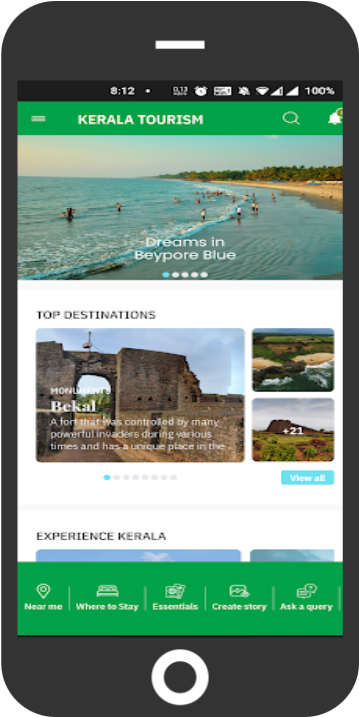 8:12 100%
KERALA TOURISM
Dreams in
Beypore Blue
TOP DESTINATIONS
MONUMENTS
Bekal
A fort that was controlled by many
powerful invaders during various
times and has a unique place in the
+21
View all
EXPERIENCE KERALA
Near me Where to Stay Essentials Create story Ask a query